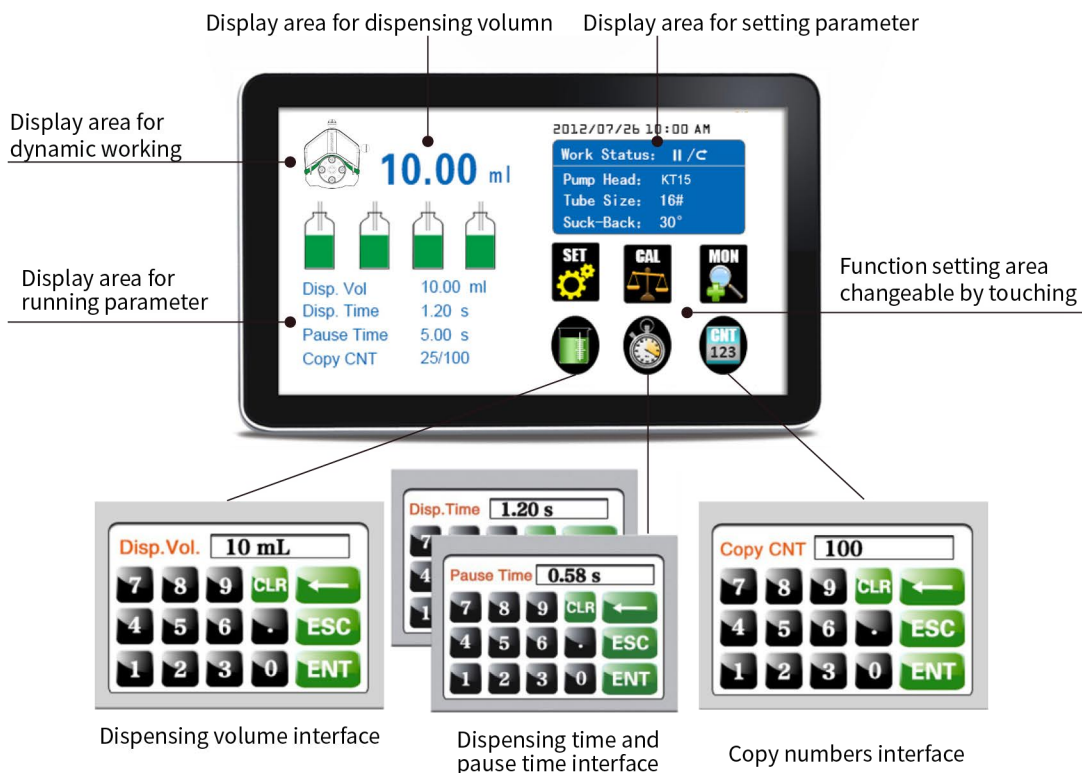 Display area for dispensing volumn
Display area for setting parameter
Display area for
dynamic working
2012/07/26 10:00 AM
10.00 ml
Work Status: II /
Pump Head: KT15
Tube Size: 16#
Suck-Back: 30°
SET
CAL
MON
Display area for
running parameter
Function setting area
changeable by touching
Disp. Vol 10.00 ml
Disp. Time 1.20 s
Pause Time 5.00 s
Copy CNT 25/100
CNT
123
Disp.Vol. 10 mL
7 8 9 CLR ←
4 5 6 . ESC
1 2 3 0 ENT
Disp.Time 1.20 s
7
4
1
Pause Time 0.58 s
7 8 9 CLR ←
4 5 6 . ESC
1 2 3 0 ENT
Copy CNT 100
7 8 9 CLR ←
4 5 6 . ESC
1 2 3 0 ENT
Dispensing volume interface
Dispensing time and
pause time interface
Copy numbers interface